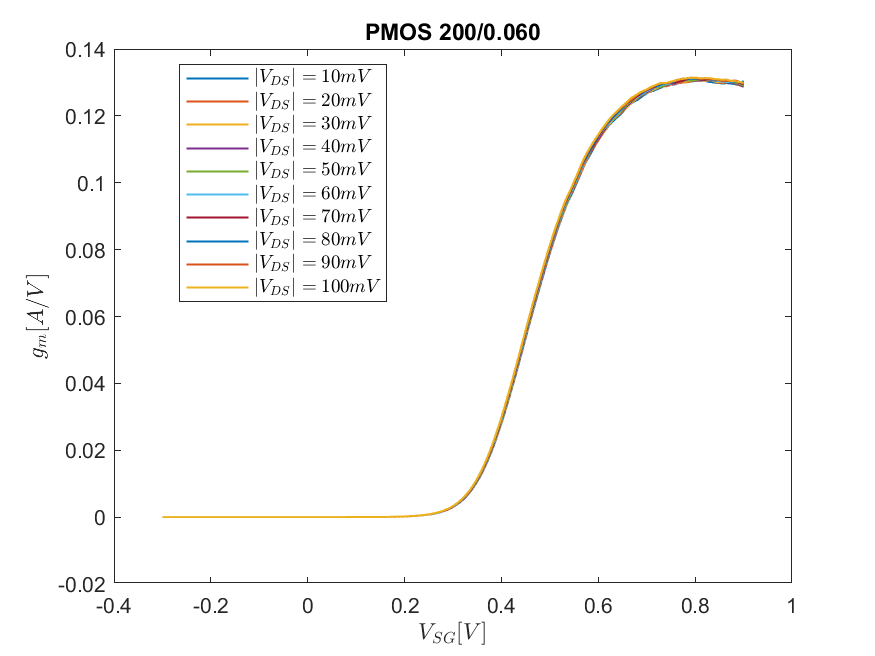 PMOS 200/0.060
0.14
0.12
0.1
0.08
0.06
0.04
0.02
0
-0.02
g_m[A/V]
|V_DS| = 10mV
|V_DS| = 20mV
|V_DS| = 30mV
|V_DS| = 40mV
|V_DS| = 50mV
|V_DS| = 60mV
|V_DS| = 70mV
|V_DS| = 80mV
|V_DS| = 90mV
|V_DS| = 100mV
-0.4 -0.2 0 0.2 0.4 0.6 0.8 1
V_SG[V]